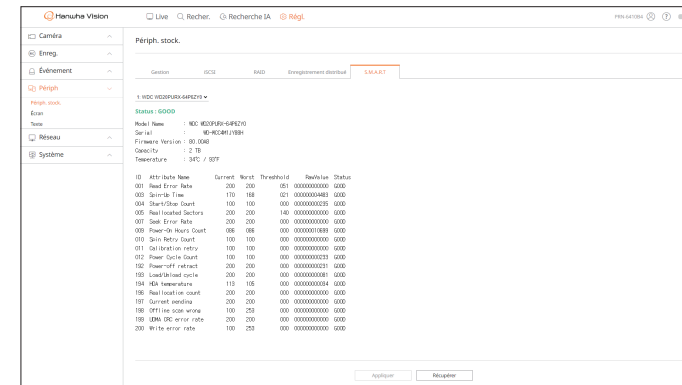 Hanwha Vision
Live Recher. Recherche IA Régl.
PRN-6410B4
Caméra
Enreg.
Évènement
Périph
Périph. stock.
Écran
Texte
Réseau
Système
Périph. stock.
Gestion iSCSI RAID Enregistrement distribué S.M.A.R.T
1: WDC WD20PURX-64P6ZY0
Status : GOOD
Model Name : WDC WD20PURX-64P6ZY0
Serial : WD-WCC4M1JY8BH
Firmware Version : 80.00A80
Capacity : 2 TB
Temperature : 34℃ / 93℉
ID Attribute Name Current Worst Threshhold RawValue Status
001 Read Error Rate 200 200 051 000000000000 GOOD
003 Spin-Up Time 170 168 021 000000004483 GOOD
004 Start/Stop Count 100 100 000 000000000235 GOOD
005 Reallocated Sectors 200 200 140 000000000000 GOOD
007 Seek Error Rate 200 200 000 000000000000 GOOD
009 Power-On Hours Count 086 086 000 000000010699 GOOD
010 Spin Retry Count 100 100 000 000000000000 GOOD
011 Calibration retry 100 100 000 000000000000 GOOD
012 Power Cycle Count 100 100 000 000000000233 GOOD
192 Power-off retract 200 200 000 000000000231 GOOD
193 Load/Unload cycle 200 200 000 000000000081 GOOD
194 HDA temperature 113 105 000 000000000034 GOOD
196 Reallocation count 200 200 000 000000000000 GOOD
197 Current pending 200 200 000 000000000000 GOOD
198 Offline scan wrong 100 253 000 000000000000 GOOD
199 UDMA CRC error rate 200 200 000 000000000000 GOOD
200 Write error rate 100 253 000 000000000000 GOOD
Appliquer Récupérer